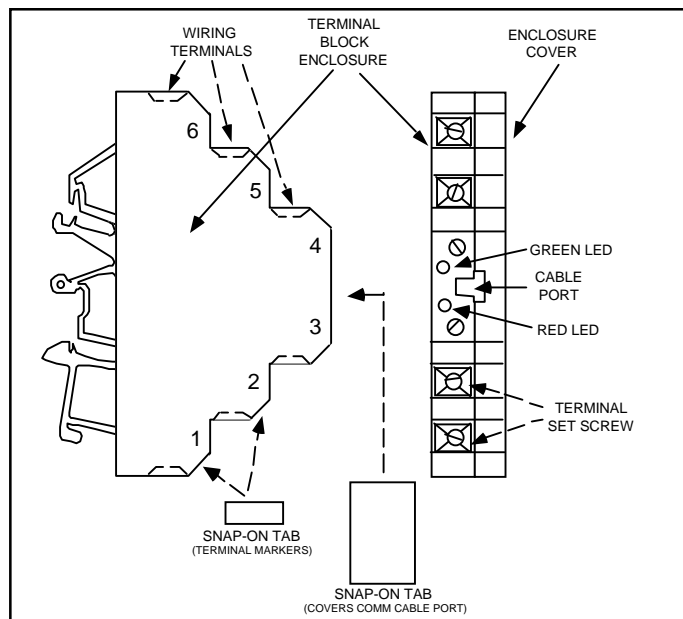 WIRING
TERMINALS
TERMINAL
BLOCK
ENCLOSURE
ENCLOSURE
COVER
6
5
4
3
2
1
GREEN LED
CABLE
PORT
RED LED
TERMINAL
SET SCREW
SNAP-ON TAB
(TERMINAL MARKERS)
SNAP-ON TAB
(COVERS COMM CABLE PORT)